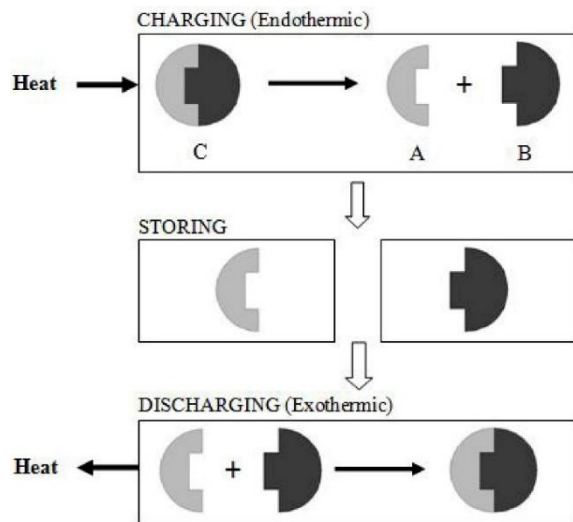 CHARGING (Endothermic)
Heat
+
C
A
B
STORING
DISCHARGING (Exothermic)
Heat
+